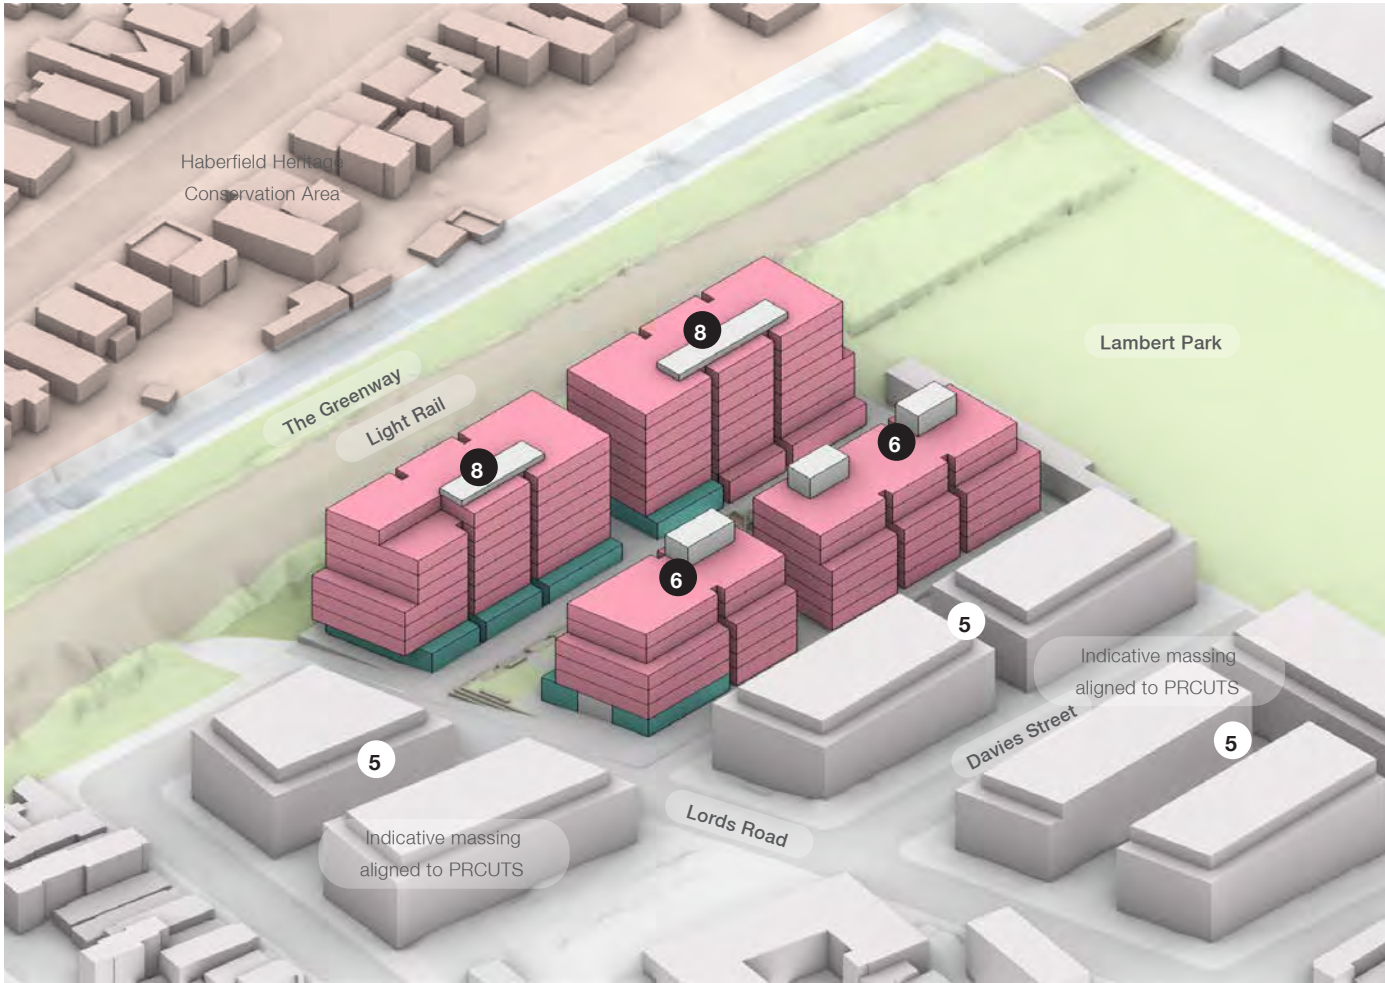 Haberfield Heritage
Conservation Area
8
Lambert Park
The Greenway
Light Rail
8
6
6
5
Indicative massing
aligned to PRCUTS
Davies Street
5
5
Lords Road
Indicative massing
aligned to PRCUTS